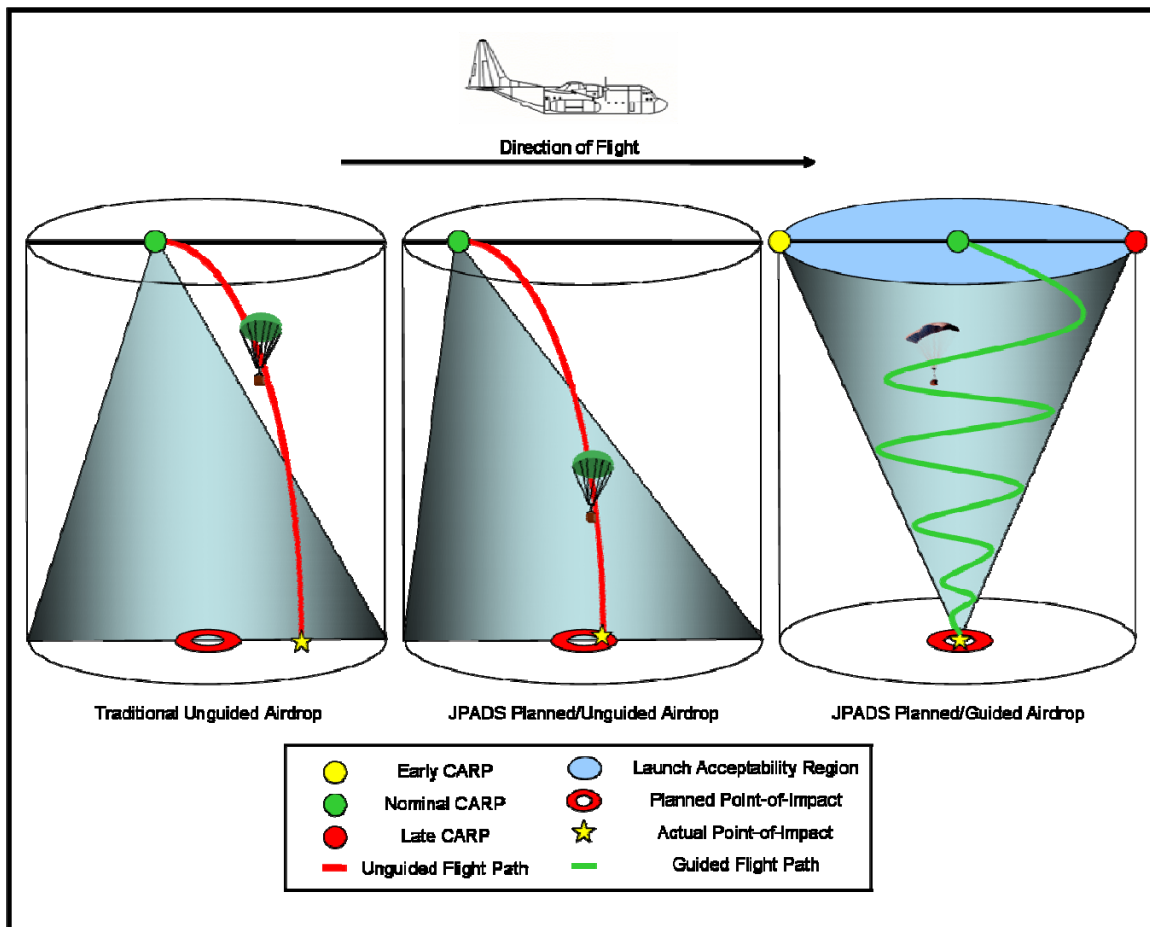 Direction of Flight
Traditional Unguided Airdrop
JPADS Planned/Unguided Airdrop
JPADS Planned/Guided Airdrop
Early CARP
Launch Acceptability Region
Nominal CARP
Planned Point-of-Impact
Late CARP
Actual Point-of-Impact
Unguided Flight Path
Guided Flight Path